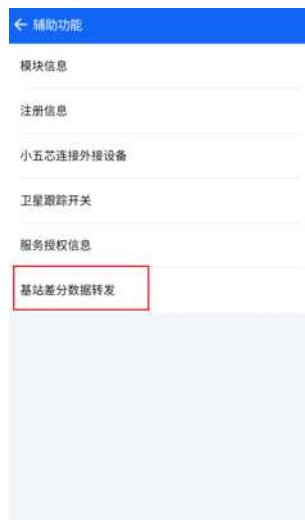 辅助功能
模块信息
注册信息
小五芯连接外接设备
卫星跟踪开关
服务授权信息
基站差分数据转发